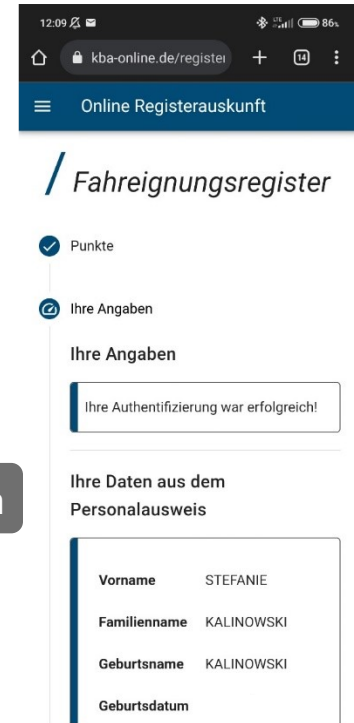 12:09
LTE
86%
kba-online.de/register
14
Online Registerauskunft
Fahreignungsregister
Punkte
Ihre Angaben
Ihre Angaben
Ihre Authentifizierung war erfolgreich!
Ihre Daten aus dem
Personalausweis
n
Vorname STEFANIE
Familienname KALINOWSKI
Geburtsname KALINOWSKI
Geburtsdatum